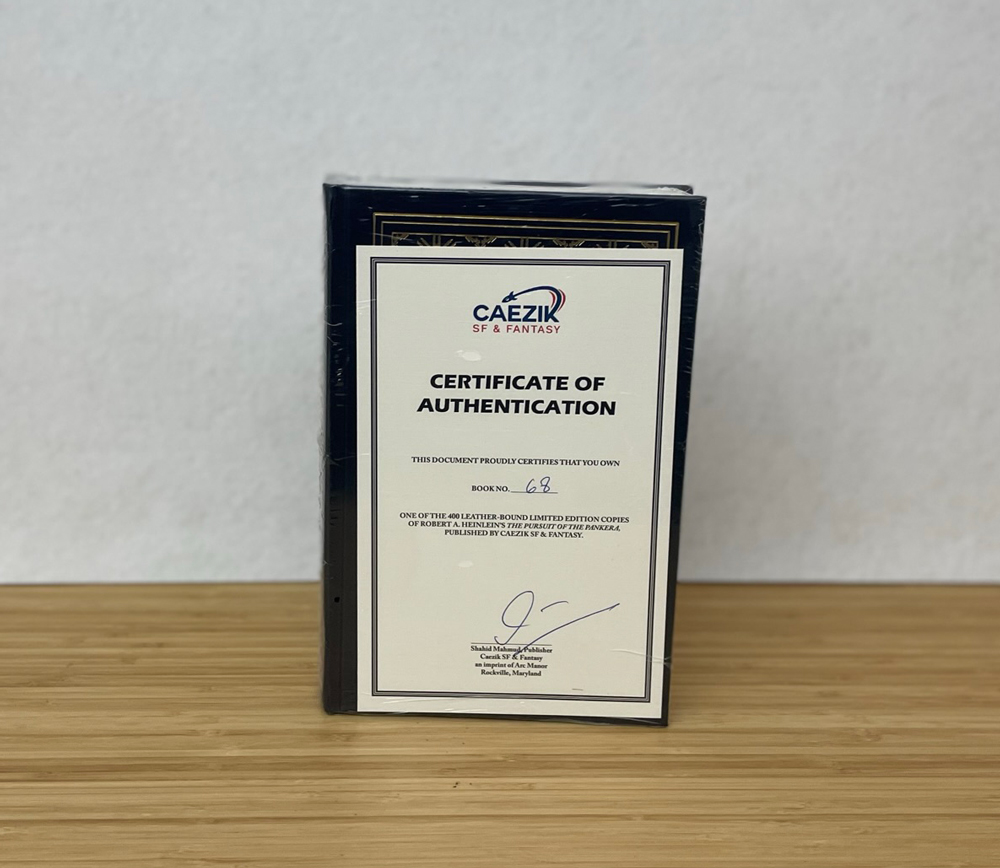 CAEZIK
SF & FANTASY
CERTIFICATE OF
AUTHENTICATION
THIS DOCUMENT PROUDLY CERTIFIES THAT YOU OWN
BOOK NO. 68
ONE OF THE 400 LEATHER-BOUND LIMITED EDITION COPIES
OF ROBERT A. HEINLEIN'S THE PURSUIT OF THE PANKERA,
PUBLISHED BY CAEZIK SF & FANTASY.
Shahid Mahmud, Publisher
Caezik SF & Fantasy
an imprint of Arc Manor
Rockville, Maryland